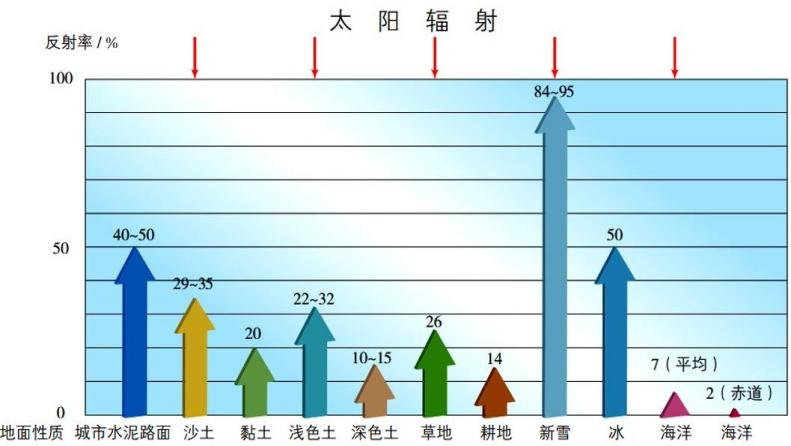 太阳辐射
反射率/%
100
84~95
50
40~50
50
29~35
22~32
26
20
10~15
14
7(平均)
2(赤道)
0
地面性质 城市水泥路面 沙土 黏土 浅色土 深色土 草地 耕地 新雪 冰 海洋 海洋